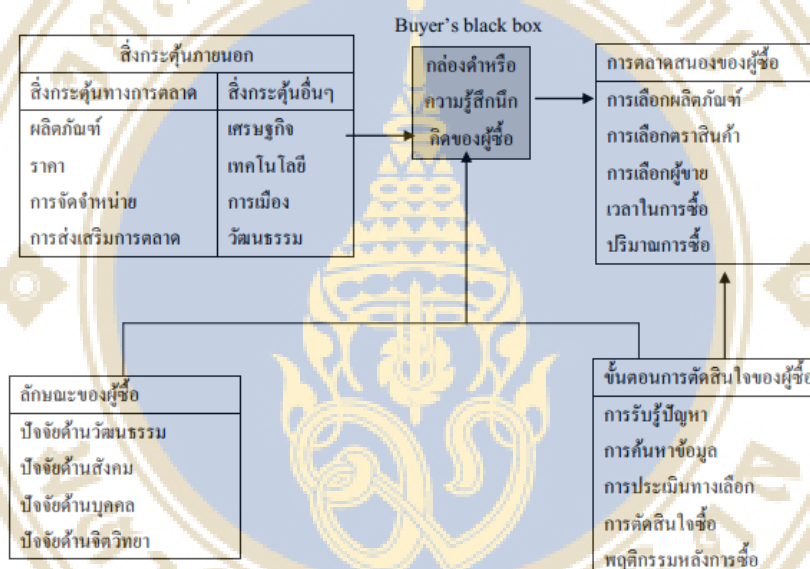 Buyer's black box
สิ่งกระตุ้นภายนอก
สิ่งกระตุ้นทางการตลาด
สิ่งกระตุ้นอื่นๆ
ผลิตภัณฑ์
เศรษฐกิจ
ราคา
เทคโนโลยี
การจัดจำหน่าย
การเมือง
การส่งเสริมการตลาด
วัฒนธรรม
กล่องดำหรือ
ความรู้สึกนึก
คิดของผู้ซื้อ
การตลาดสนองของผู้ซื้อ
การเลือกผลิตภัณฑ์
การเลือกตราสินค้า
การเลือกผู้ขาย
เวลาในการซื้อ
ปริมาณการซื้อ
ลักษณะของผู้ซื้อ
ปัจจัยด้านวัฒนธรรม
ปัจจัยด้านสังคม
ปัจจัยด้านบุคคล
ปัจจัยด้านจิตวิทยา
ขั้นตอนการตัดสินใจของผู้ซื้อ
การรับรู้ปัญหา
การค้นหาข้อมูล
การประเมินทางเลือก
การตัดสินใจซื้อ
พฤติกรรมหลังการซื้อ